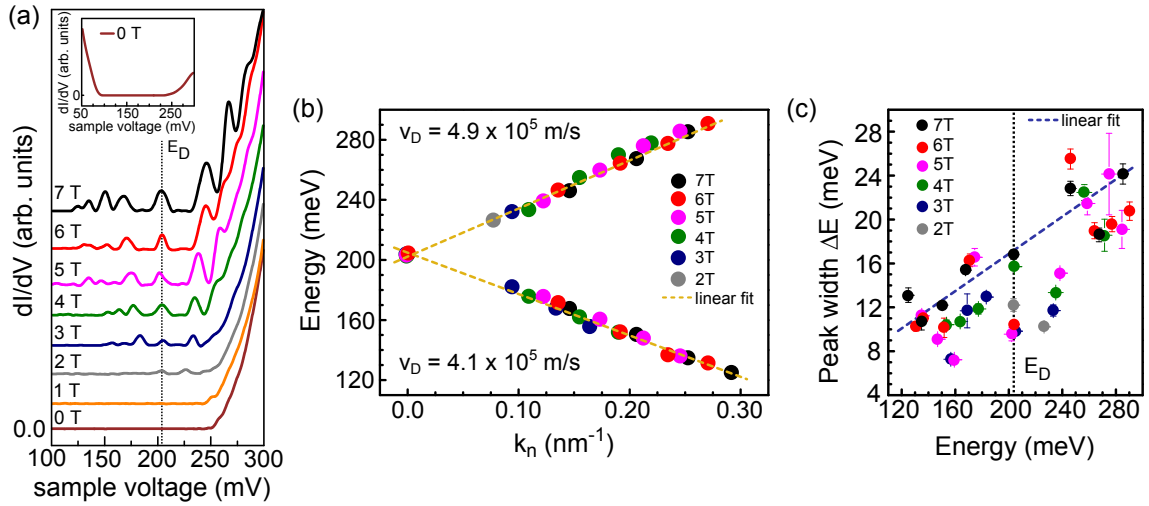 (a)
dI/dV (arb. units)
0 T
dI/dV (arb. units)
0
50 150 250
sample voltage (mV)
E_D
7 T
6 T
5 T
4 T
3 T
2 T
1 T
0 T
0.0
100 150 200 250 300
sample voltage (mV)
(b)
v_D = 4.9 x 10^5 m/s
280
240
200
160
120
Energy (meV)
7T
6T
5T
4T
3T
2T
linear fit
v_D = 4.1 x 10^5 m/s
0.0 0.10 0.20 0.30
k_n (nm^-1)
(c)
Peak width ΔE (meV)
28
24
20
16
12
8
4
7T
6T
5T
4T
3T
2T
linear fit
E_D
120 160 200 240 280
Energy (meV)